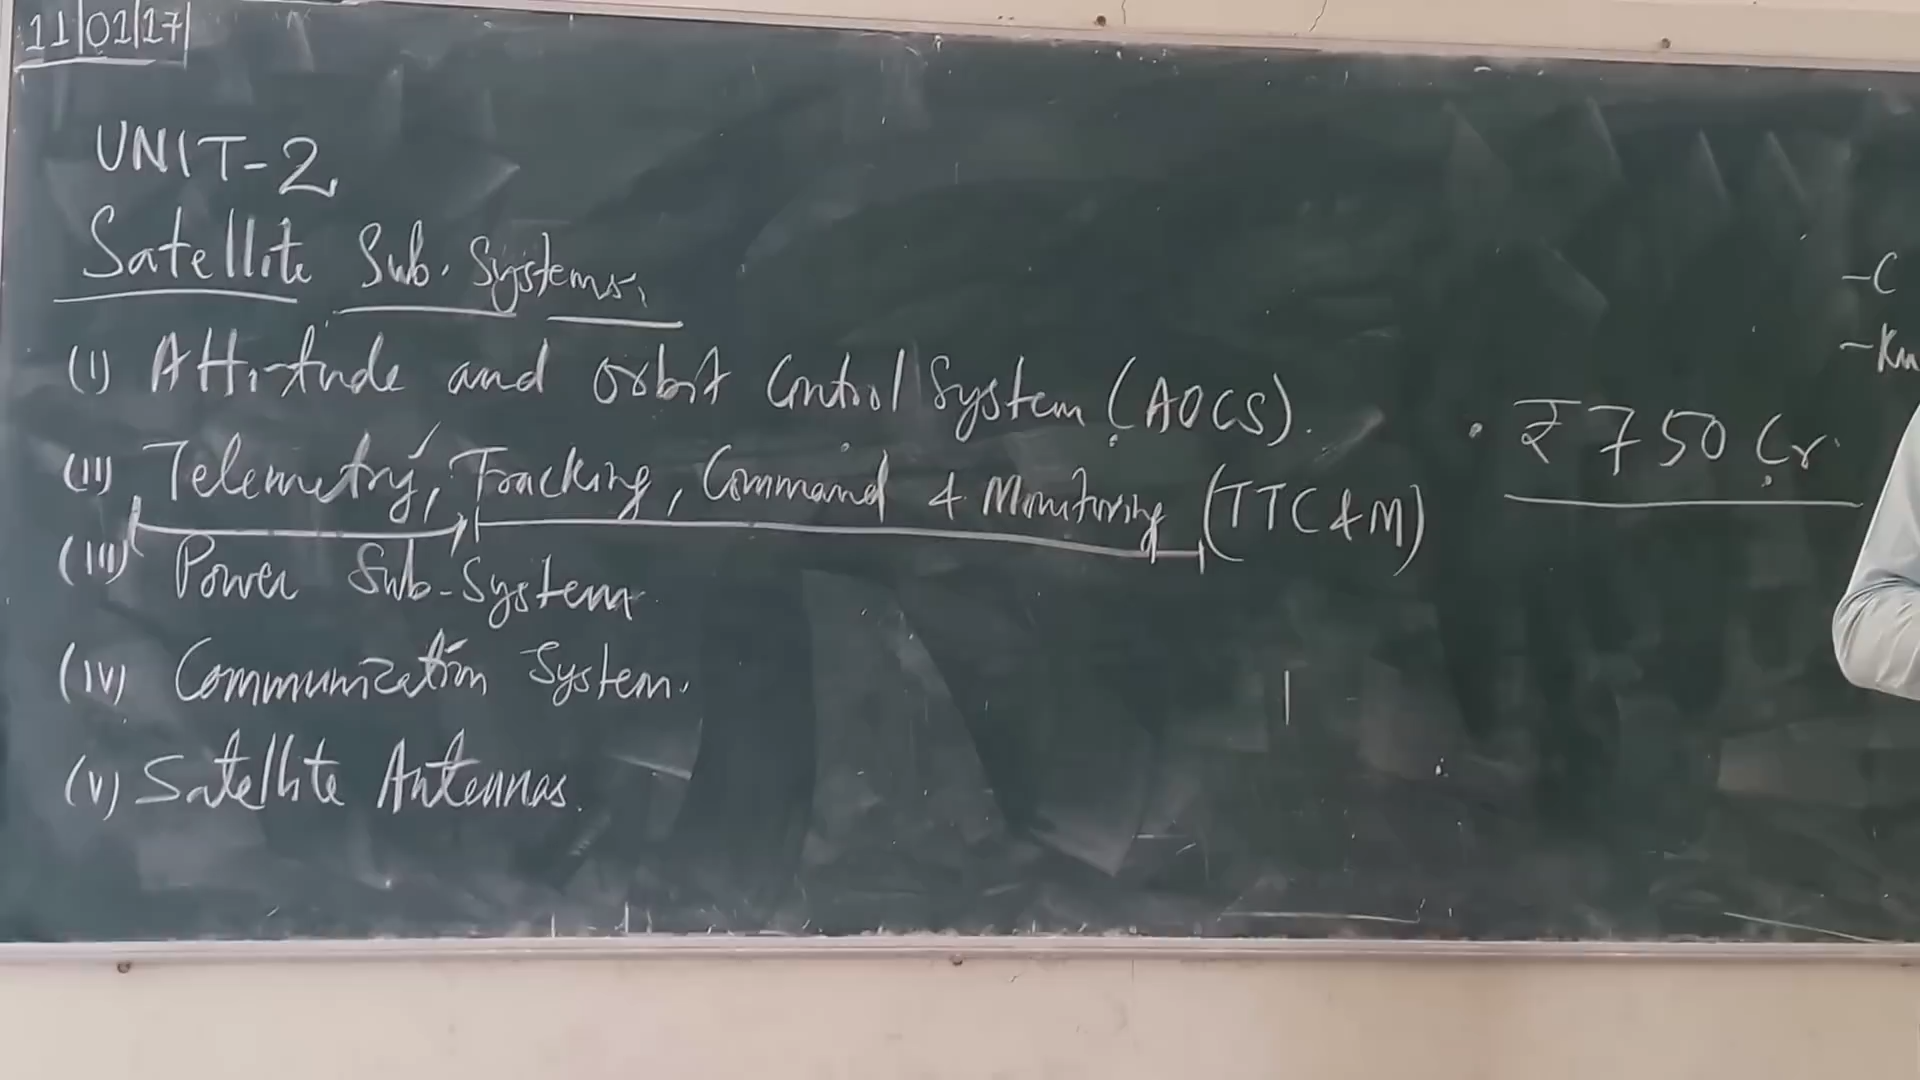 11|01|17|
UNIT-2
Satellite Sub. Systems.
(i) Attitude and Orbit Control System (AOCS).
(ii) Telemetry, Tracking, Command & Monitoring (TTC&M)
(iii) Power Sub-System
(iv) Communication System.
(v) Satellite Antennas.
. ₹750 Cr.
-C